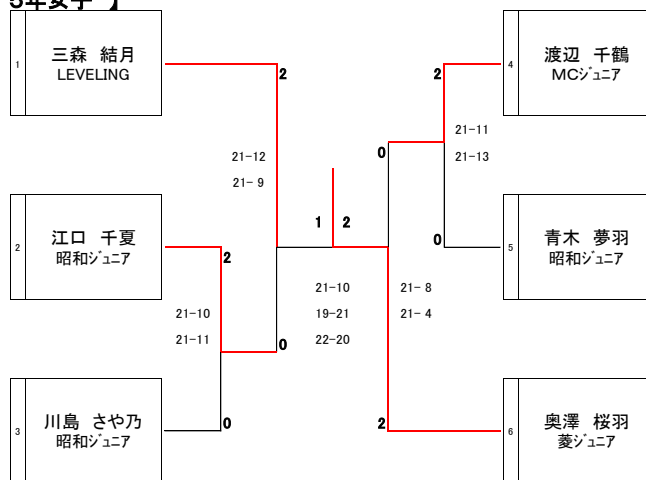 5年女子 】
1
三森 結月
LEVELING
2
21-12
21- 9
2
江口 千夏
昭和ジュニア
2
21-10
21-11
0
3
川島 さや乃
昭和ジュニア
0
1 2
21-10
19-21
22-20
4
渡辺 千鶴
MCジュニア
2
21-11
21-13
0
5
青木 夢羽
昭和ジュニア
0
21- 8
21- 4
6
奥澤 桜羽
菱ジュニア
2